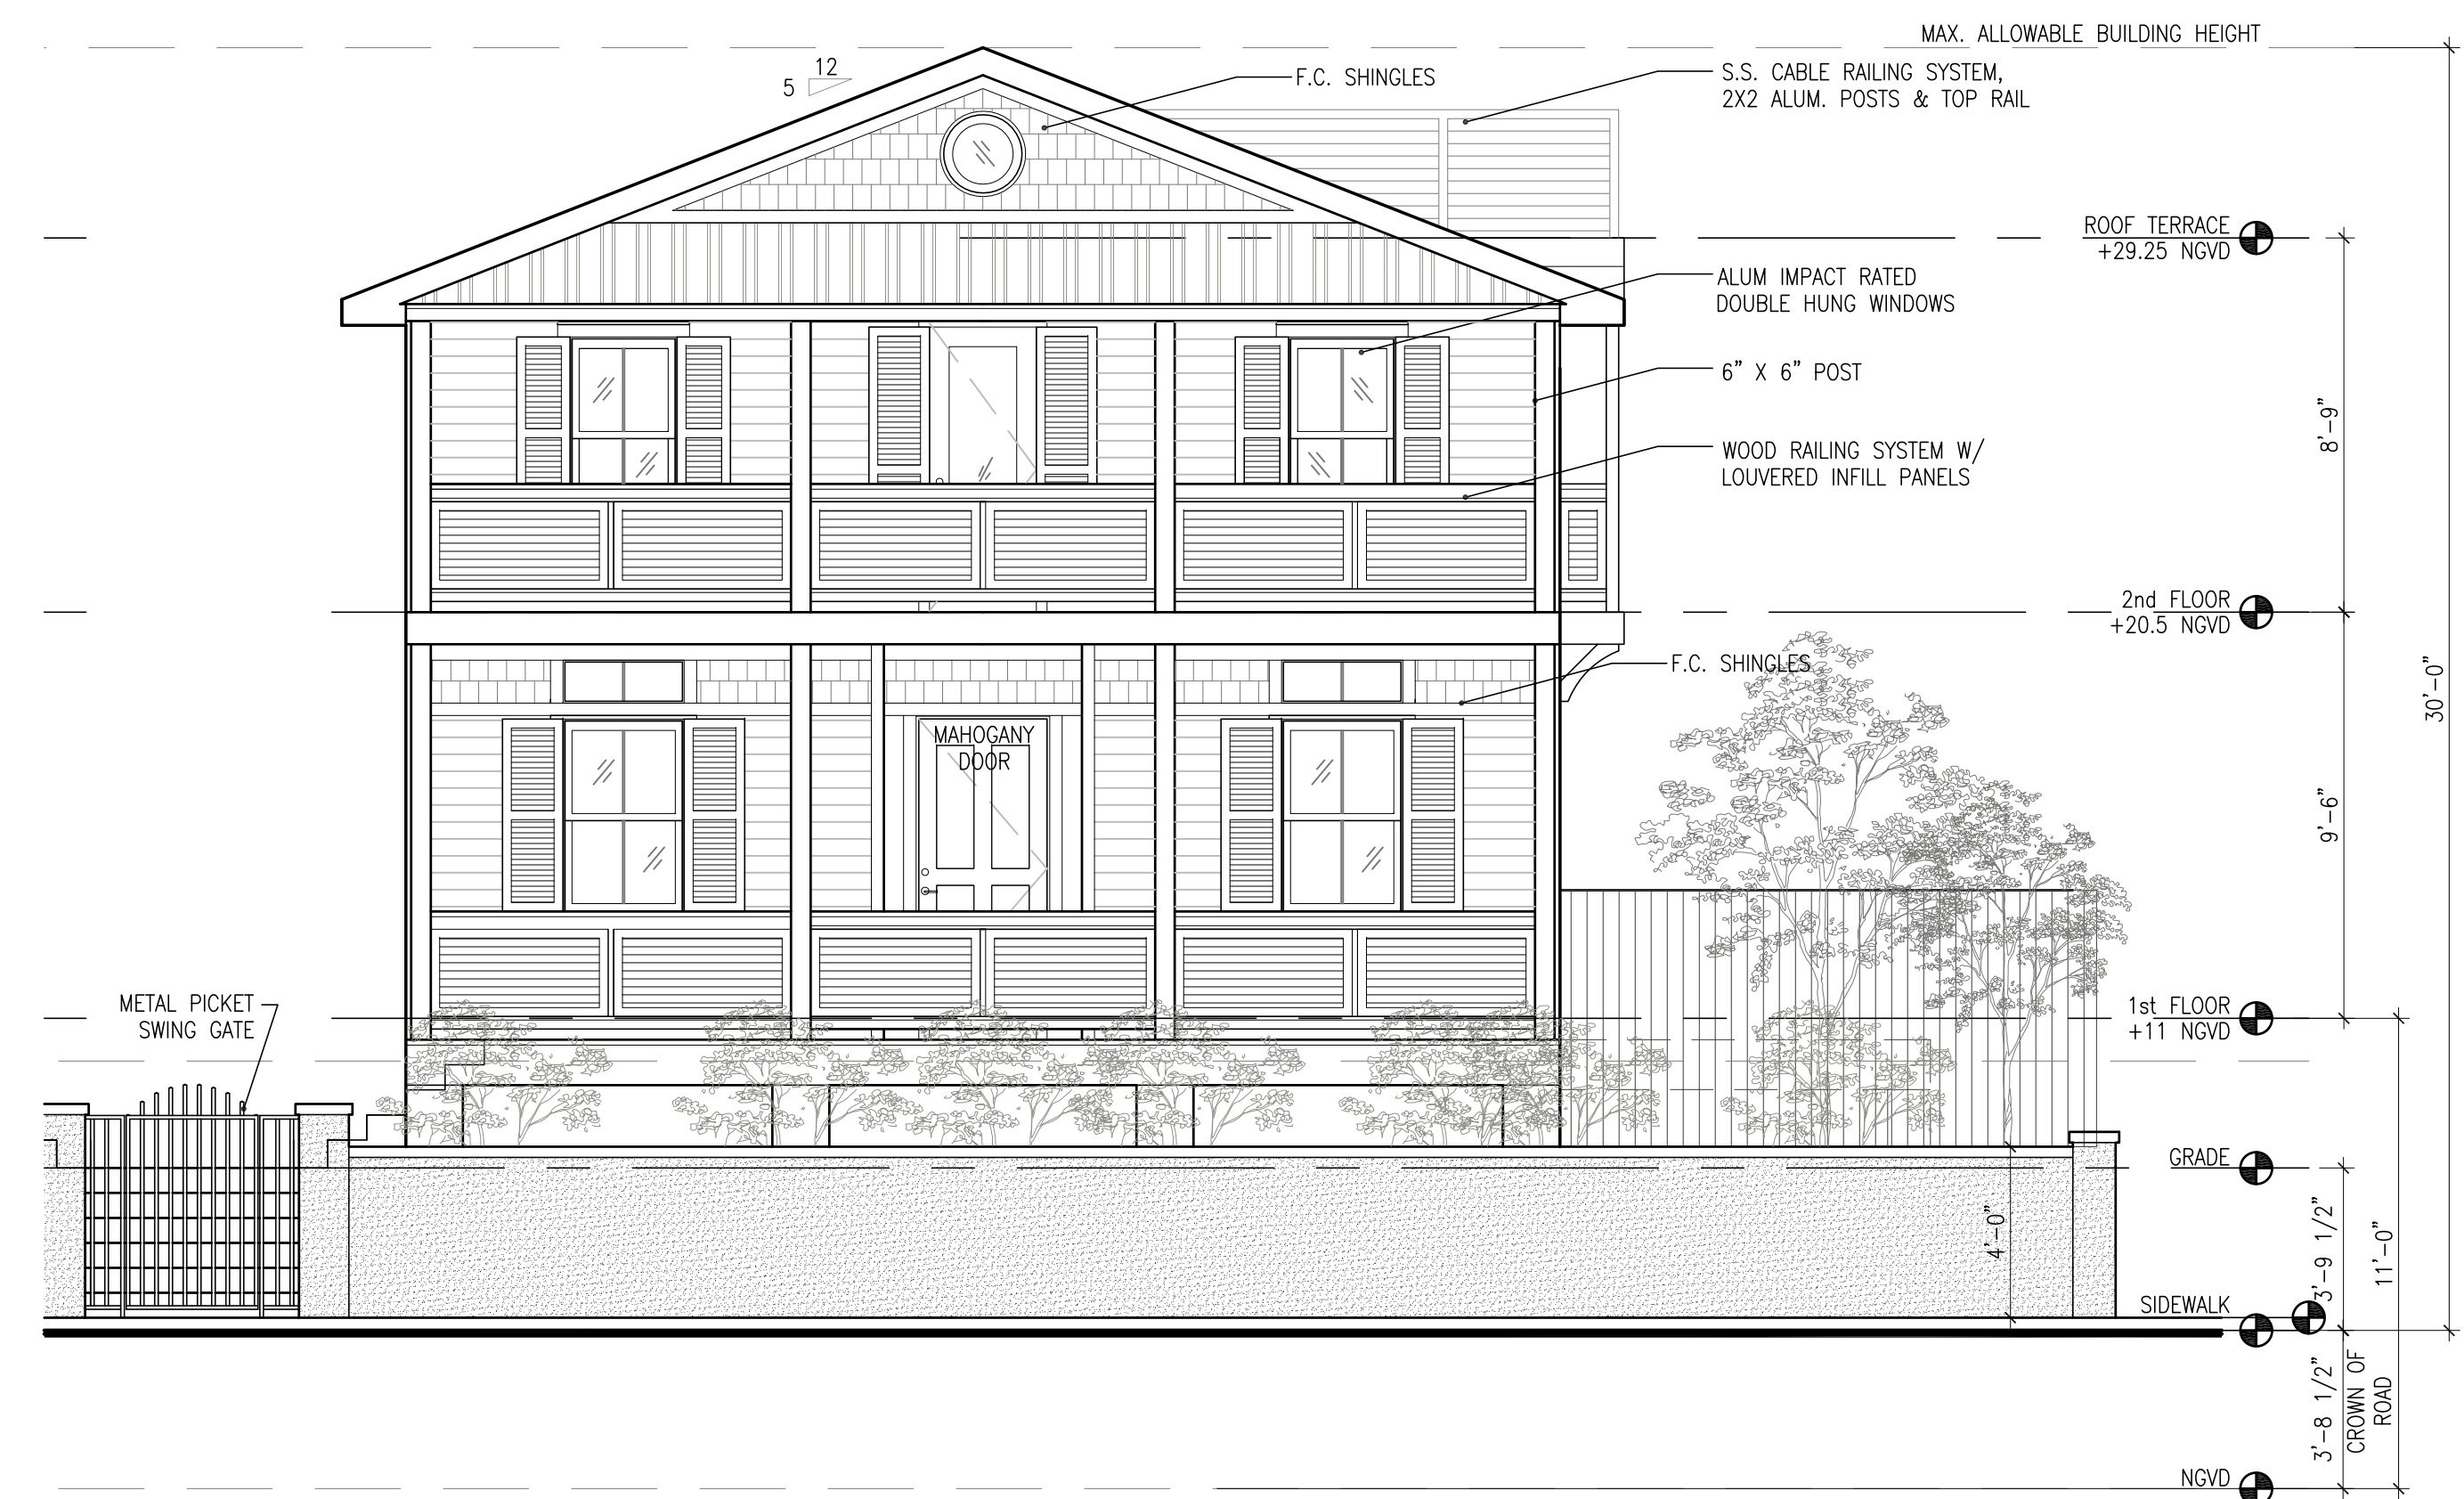 MAX. ALLOWABLE BUILDING HEIGHT
12
5
F.C. SHINGLES
S.S. CABLE RAILING SYSTEM,
2X2 ALUM. POSTS & TOP RAIL
ROOF TERRACE
+29.25 NGVD
ALUM IMPACT RATED
DOUBLE HUNG WINDOWS
6" X 6" POST
8'-9"
WOOD RAILING SYSTEM W/
LOUVERED INFILL PANELS
2nd FLOOR
+20.5 NGVD
F.C. SHINGLES
30'-0"
MAHOGANY
DOOR
9'-6"
METAL PICKET
SWING GATE
1st FLOOR
+11 NGVD
GRADE
4'-0"
3'-9 1/2"
11'-0"
SIDEWALK
3'-8 1/2"
CROWN OF
ROAD
NGVD